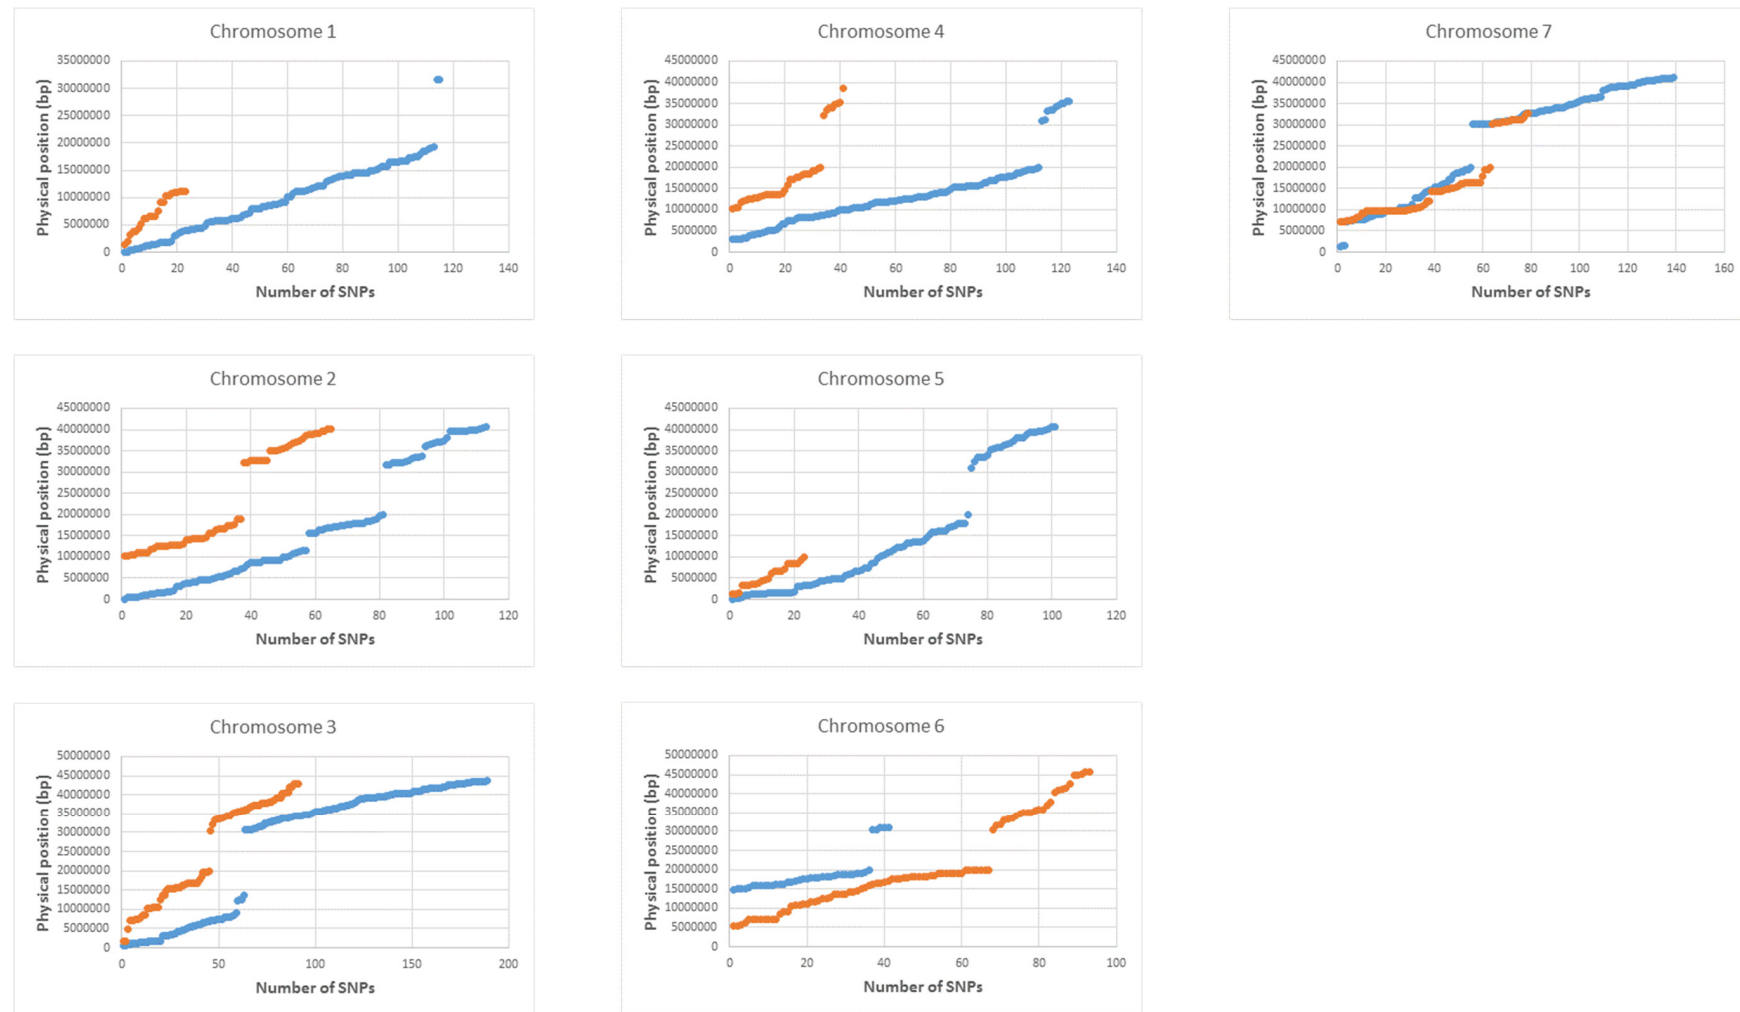 Chromosome 1
Physical position (bp)
35000000
30000000
25000000
20000000
15000000
10000000
5000000
0
0 20 40 60 80 100 120 140
Number of SNPs
Chromosome 4
Physical position (bp)
45000000
40000000
35000000
30000000
25000000
20000000
15000000
10000000
5000000
0
0 20 40 60 80 100 120 140
Number of SNPs
Chromosome 7
Physical position (bp)
45000000
40000000
35000000
30000000
25000000
20000000
15000000
10000000
5000000
0
0 20 40 60 80 100 120 140 160
Number of SNPs
Chromosome 2
Physical position (bp)
45000000
40000000
35000000
30000000
25000000
20000000
15000000
10000000
5000000
0
0 20 40 60 80 100 120
Number of SNPs
Chromosome 5
Physical position (bp)
45000000
40000000
35000000
30000000
25000000
20000000
15000000
10000000
5000000
0
0 20 40 60 80 100 120
Number of SNPs
Chromosome 3
Physical position (bp)
50000000
45000000
40000000
35000000
30000000
25000000
20000000
15000000
10000000
5000000
0
0 50 100 150 200
Number of SNPs
Chromosome 6
Physical position (bp)
50000000
45000000
40000000
35000000
30000000
25000000
20000000
15000000
10000000
5000000
0
0 20 40 60 80 100
Number of SNPs